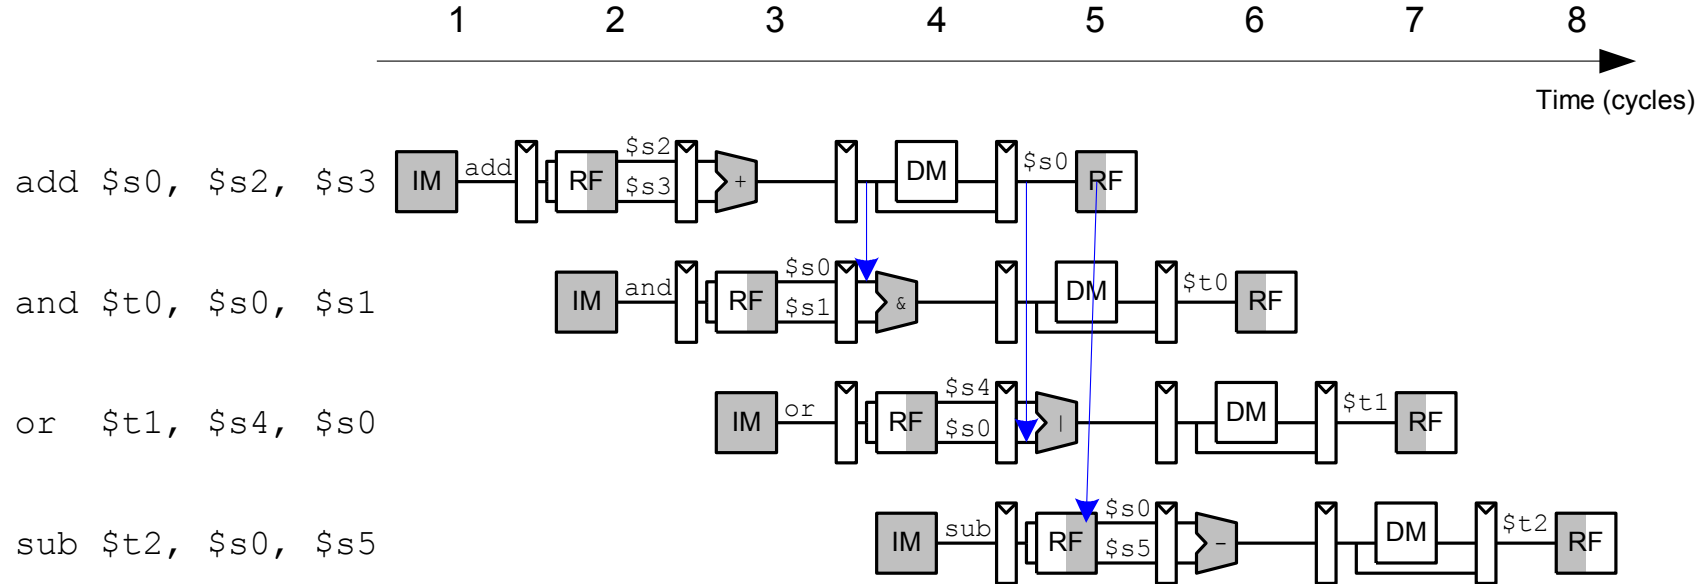 1 2 3 4 5 6 7 8
Time (cycles)
add $s0, $s2, $s3 IM add RF $s2 $s3 + DM $s0 RF
and $t0, $s0, $s1 IM and RF $s0 $s1 & DM $t0 RF
or $t1, $s4, $s0 IM or RF $s4 $s0 | DM $t1 RF
sub $t2, $s0, $s5 IM sub RF $s0 $s5 - DM $t2 RF